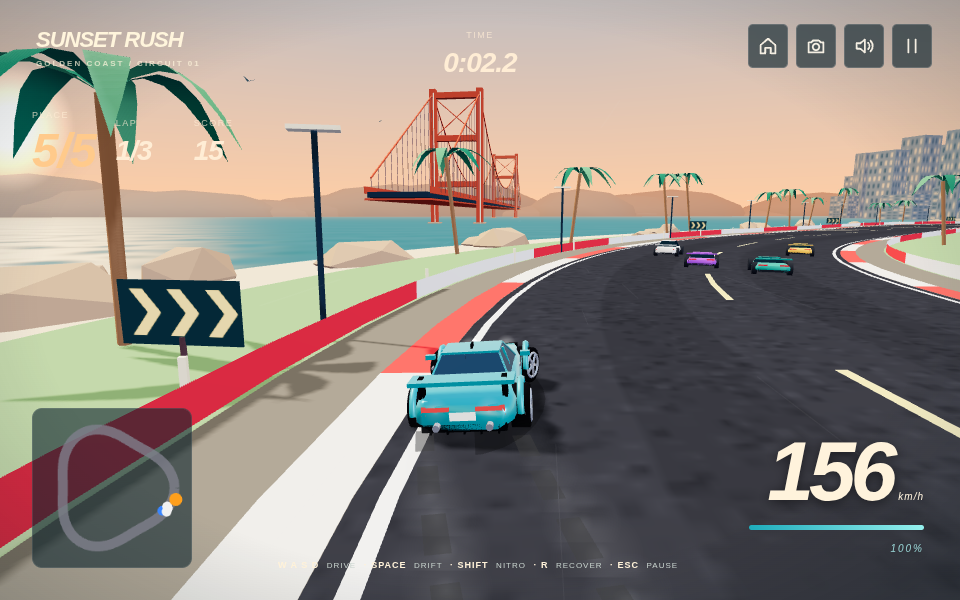 SUNSET RUSH
GOLDEN COAST / CIRCUIT 01
TIME
0:02.2
PLACE LAP SCORE
5/5 1/3 15
156 km/h
100%
W A S D DRIVE · SPACE DRIFT · SHIFT NITRO · R RECOVER · ESC PAUSE